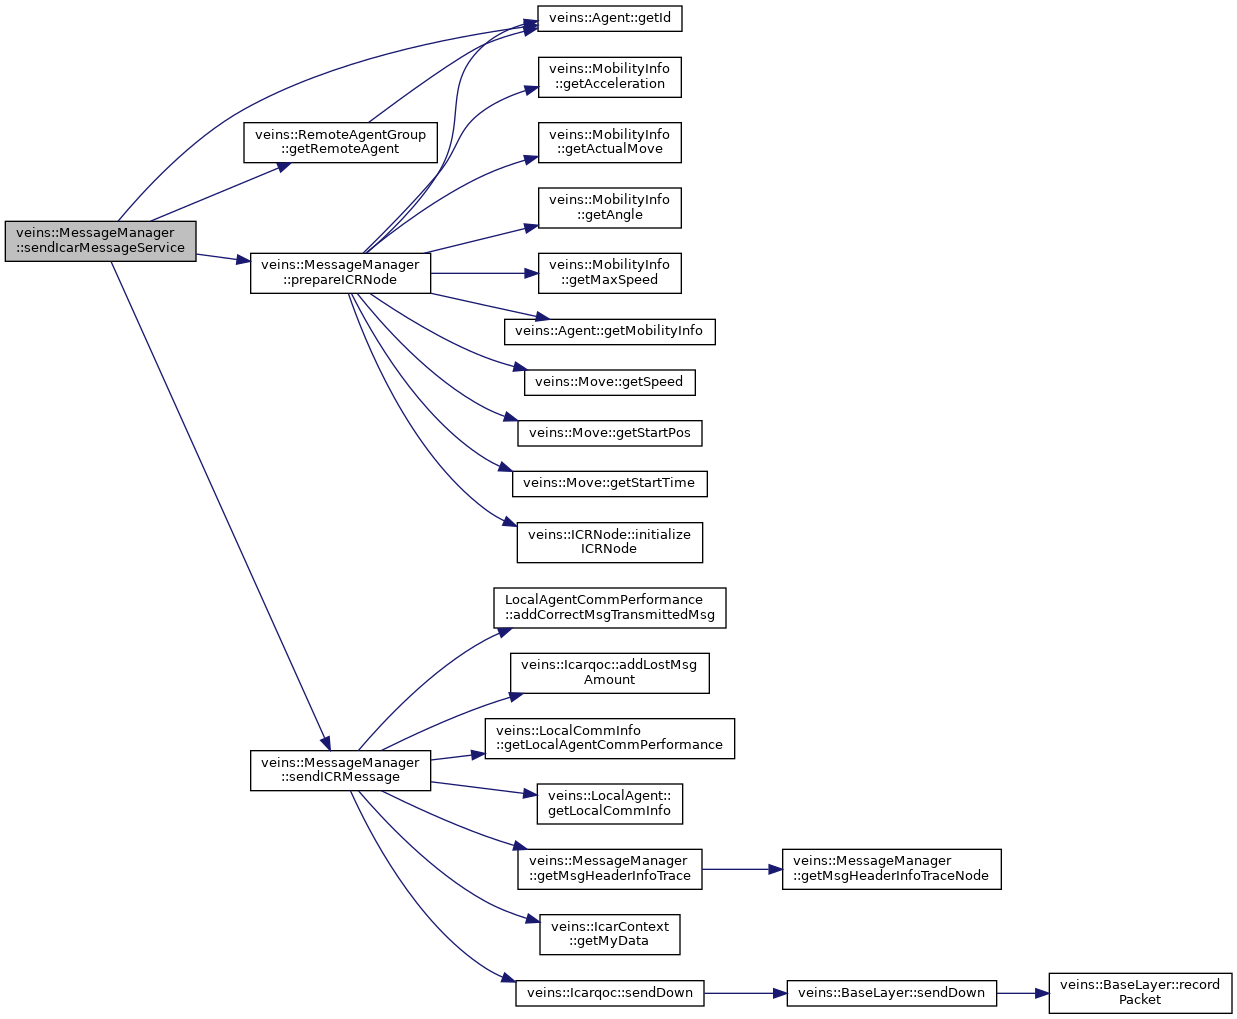 veins::Agent::getId
veins::MobilityInfo
::getAcceleration
veins::RemoteAgentGroup
::getRemoteAgent
veins::MobilityInfo
::getActualMove
veins::MobilityInfo
::getAngle
veins::MessageManager
::sendIcarMessageService
veins::MessageManager
::prepareICRNode
veins::MobilityInfo
::getMaxSpeed
veins::Agent::getMobilityInfo
veins::Move::getSpeed
veins::Move::getStartPos
veins::Move::getStartTime
veins::ICRNode::initialize
ICRNode
LocalAgentCommPerformance
::addCorrectMsgTransmittedMsg
veins::Icarqoc::addLostMsg
Amount
veins::LocalCommInfo
::getLocalAgentCommPerformance
veins::MessageManager
::sendICRMessage
veins::LocalAgent::
getLocalCommInfo
veins::MessageManager
::getMsgHeaderInfoTrace
veins::MessageManager
::getMsgHeaderInfoTraceNode
veins::IcarContext
::getMyData
veins::Icarqoc::sendDown
veins::BaseLayer::sendDown
veins::BaseLayer::record
Packet